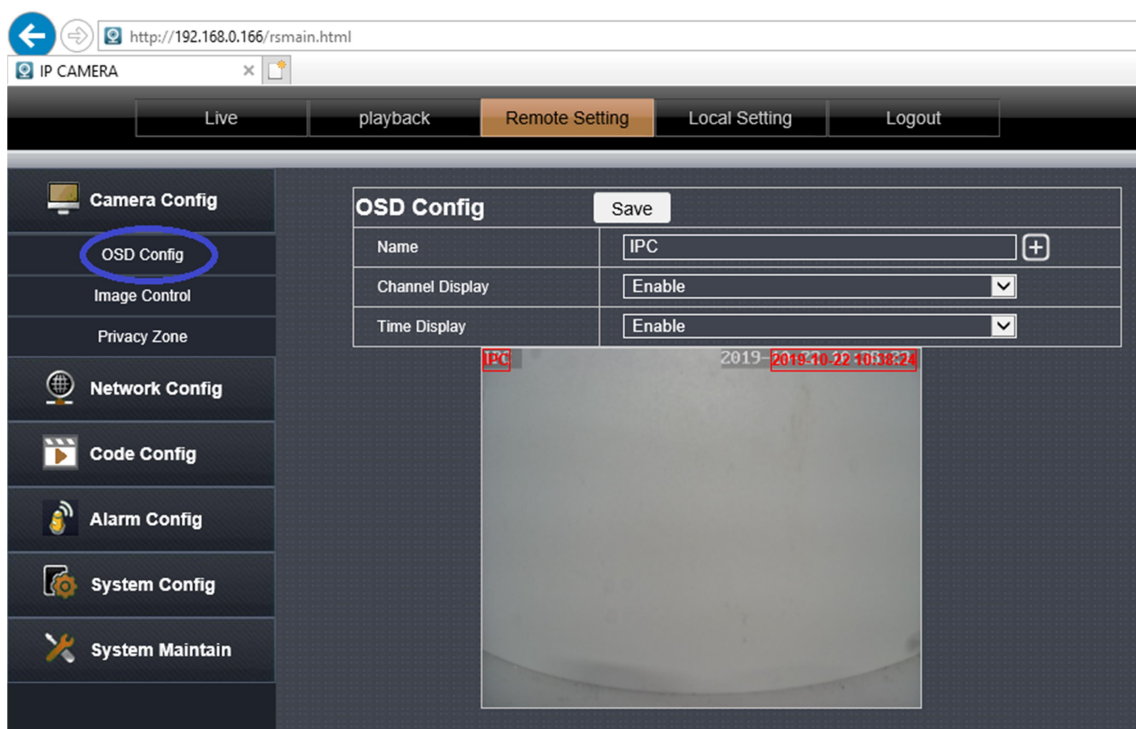 http://192.168.0.166/rsmain.html
IP CAMERA
Live playback Remote Setting Local Setting Logout
Camera Config
OSD Config
Image Control
Privacy Zone
Network Config
Code Config
Alarm Config
System Config
System Maintain
OSD Config Save
Name IPC
Channel Display Enable
Time Display Enable
IPC 2019-10-22 10:38:24
2019-